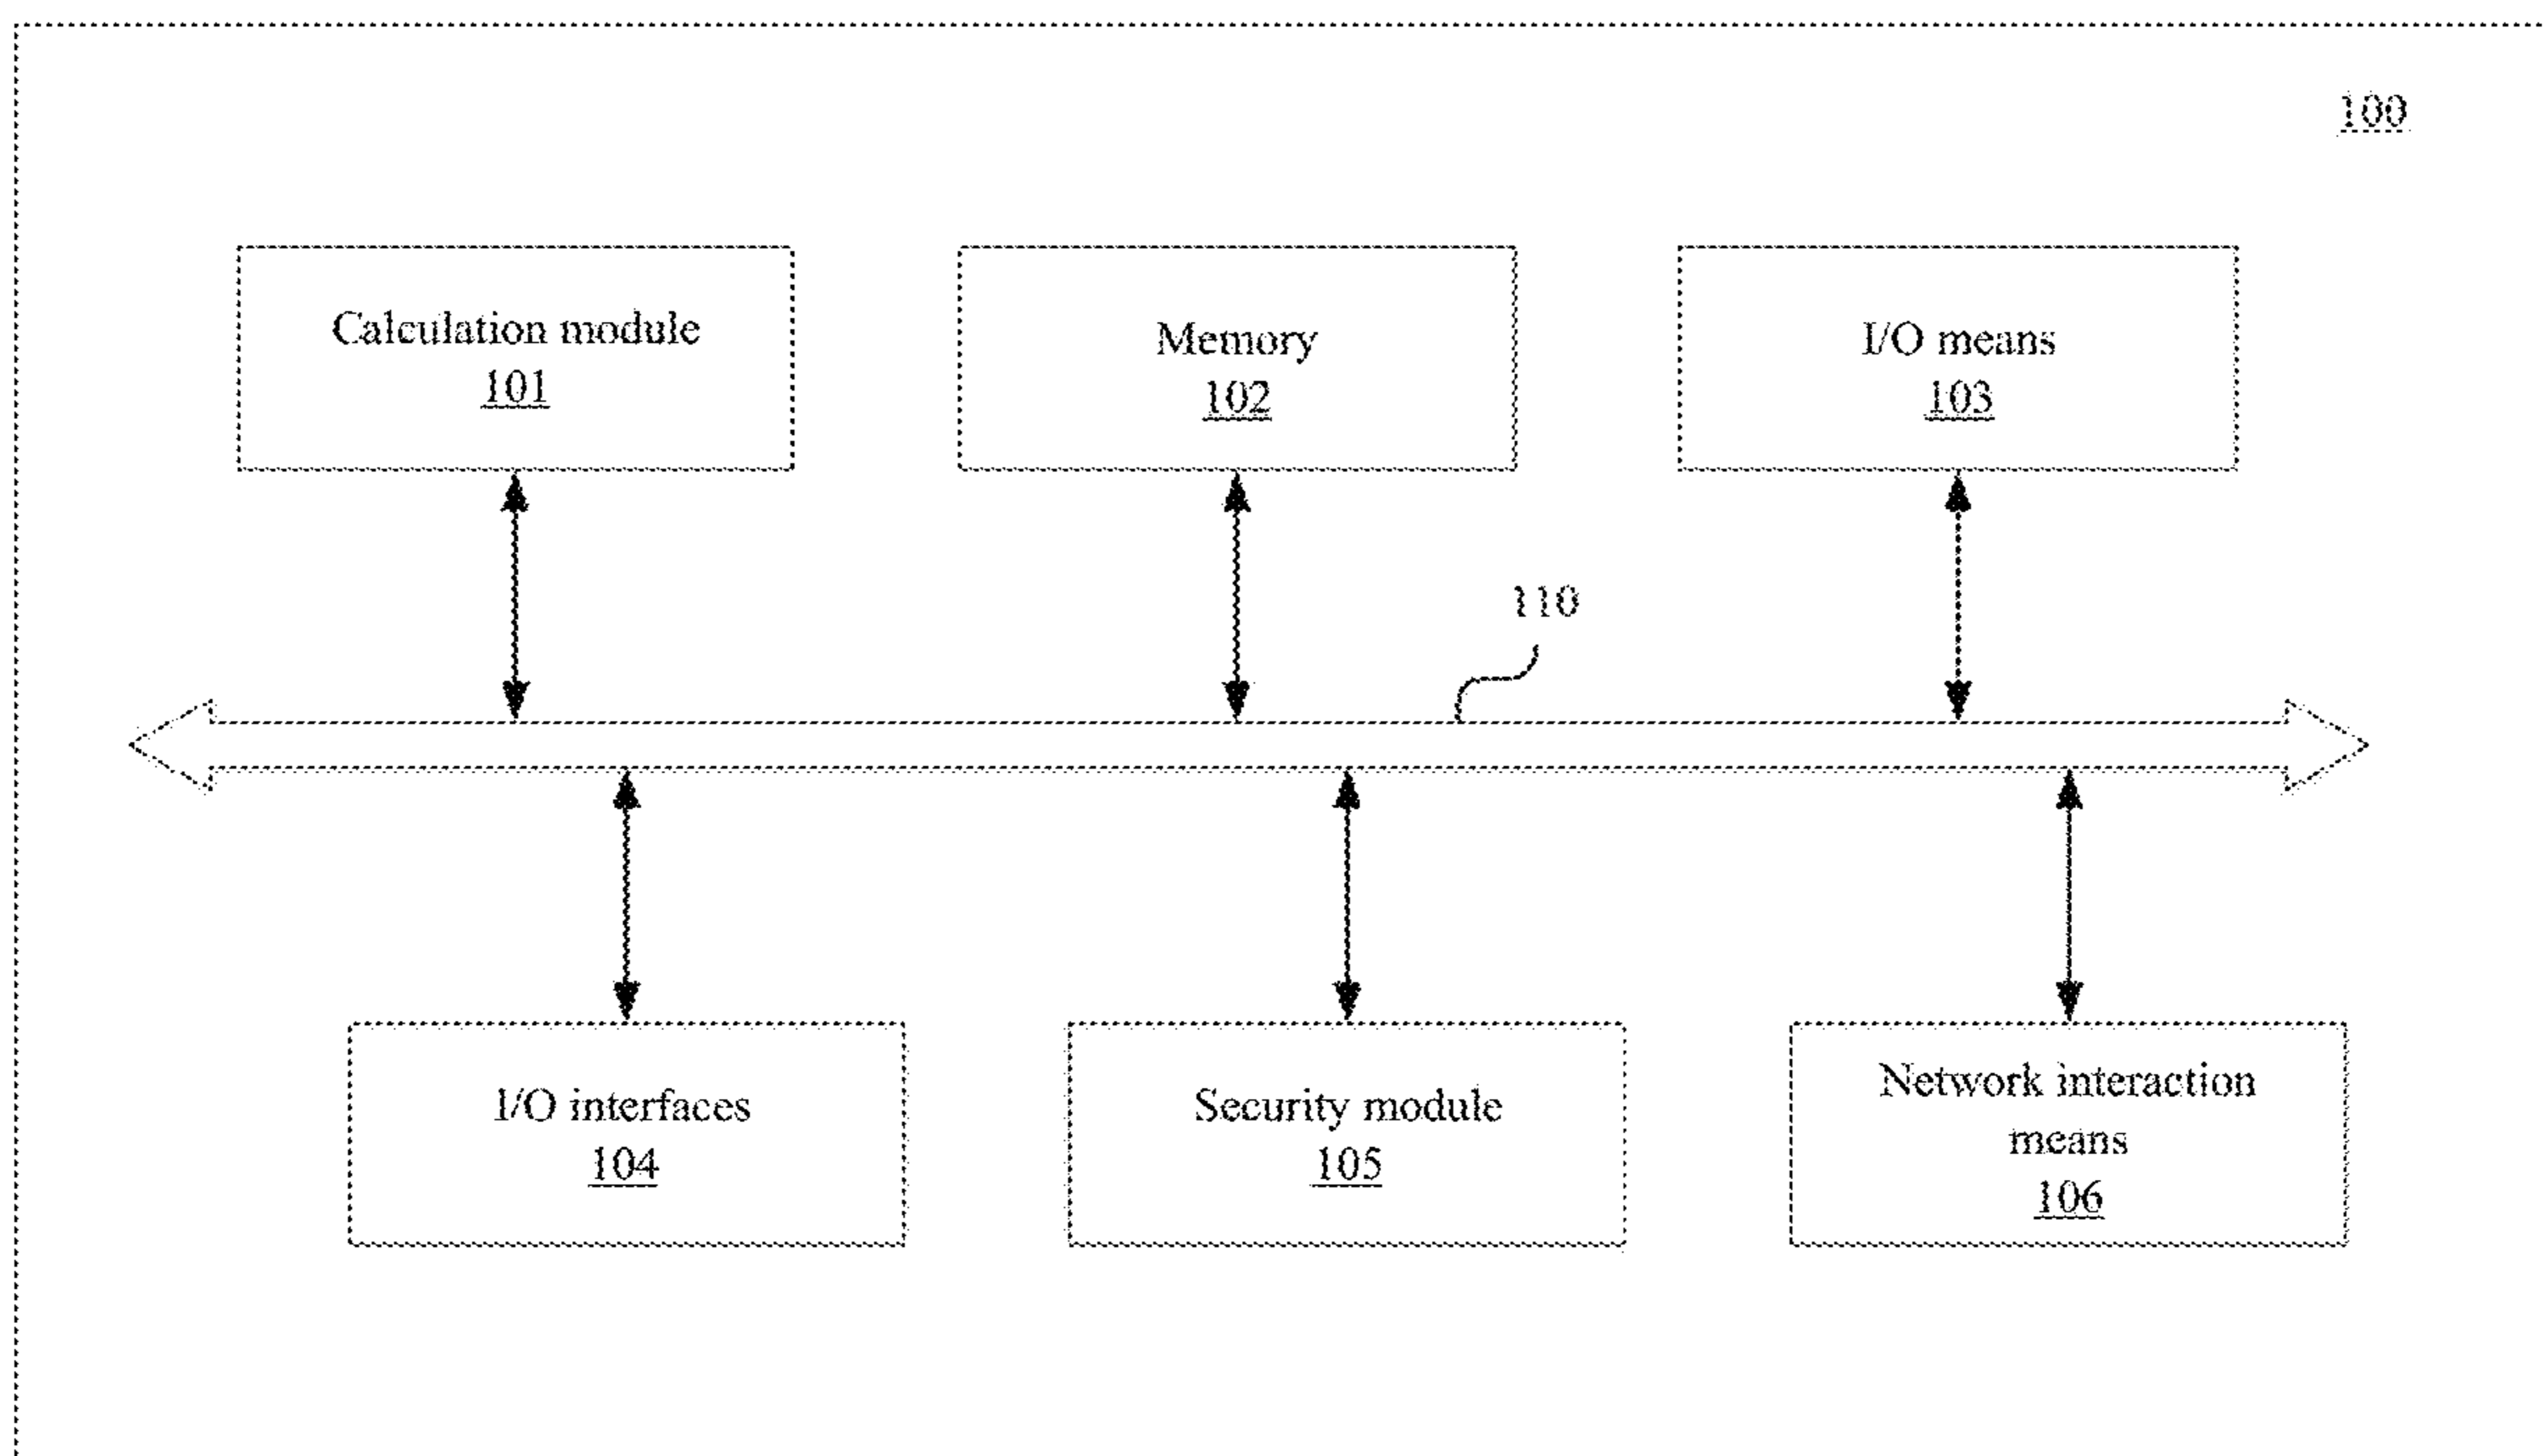 100
Calculation module
101
Memory
102
I/O means
103
110
I/O interfaces
104
Security module
105
Network interaction
means
106